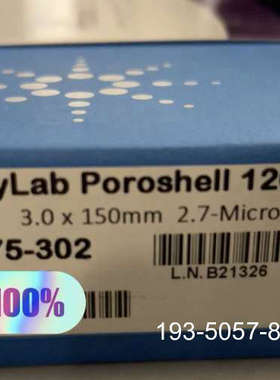 yLab Poroshell 12
3.0 x 150mm 2.7-Micro
75-302
L.N. B21326
100%
193-5057-8